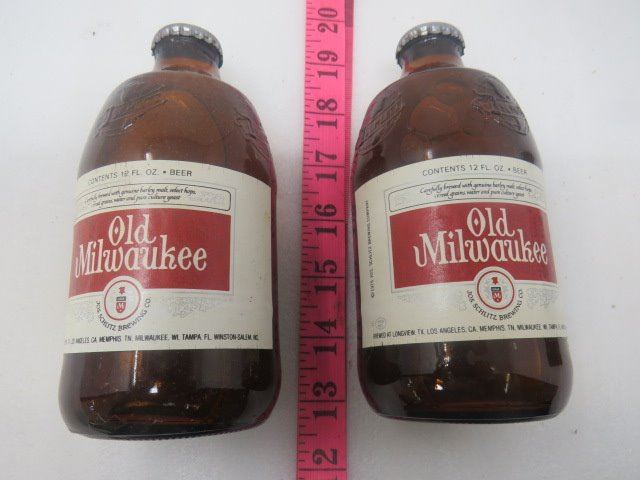 CONTENTS 12 FL. OZ. • BEER
Carefully brewed with genuine barley malt, select hops,
cereal grains, water and pure culture yeast
Old
Milwaukee
JOS SCHLITZ BREWING CO.
LOS ANGELES, CA. MEMPHIS, TN, MILWAUKEE, WI, TAMPA, FL. WINSTON-SALEM, NC.
20
19
18
17
16
15
14
13
12
CONTENTS 12 FL. OZ. • BEER
Carefully brewed with genuine barley malt, select hops,
cereal grains, water and pure culture yeast
Old
Milwaukee
JOS SCHLITZ BREWING CO.
JOS. SCHLITZ BREWING COMPANY
BREWED AT LONGVIEW, TX, LOS ANGELES, CA. MEMPHIS, TN, MILWAUKEE, WI, TAMPA,